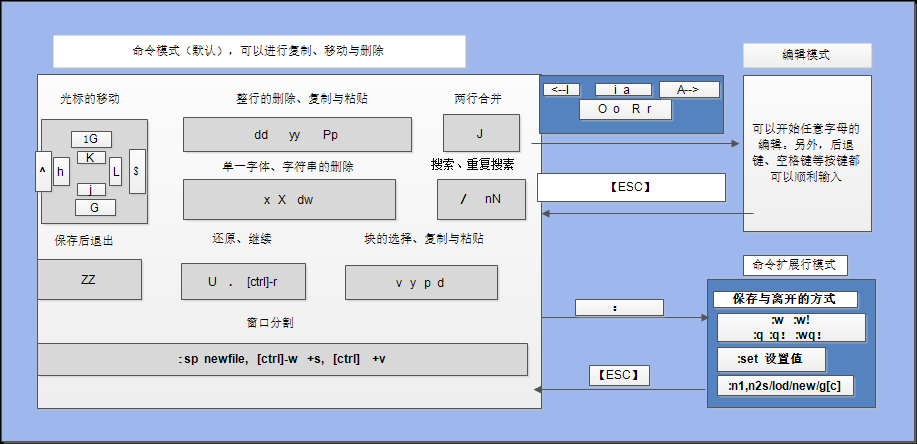 命令模式（默认），可以进行复制、移动与删除
编辑模式
光标的移动
整行的删除、复制与粘贴
两行合并
<--I
i a
A-->
O o R r
1G
K
^
h
L
$
j
G
dd yy Pp
J
可以开始任意字母的
编辑。另外，后退
键、空格键等按键都
可以顺利输入
单一字体、字符串的删除
搜索、重复搜素
x X dw
/ nN
【ESC】
保存后退出
还原、继续
块的选择、复制与粘贴
ZZ
U . [ctrl]-r
v y p d
命令扩展行模式
保存与离开的方式
:
:w :w!
:q :q! :wq!
窗口分割
:sp newfile, [ctrl]-w +s, [ctrl] +v
:set 设置值
【ESC】
:n1,n2s/lod/new/g[c]